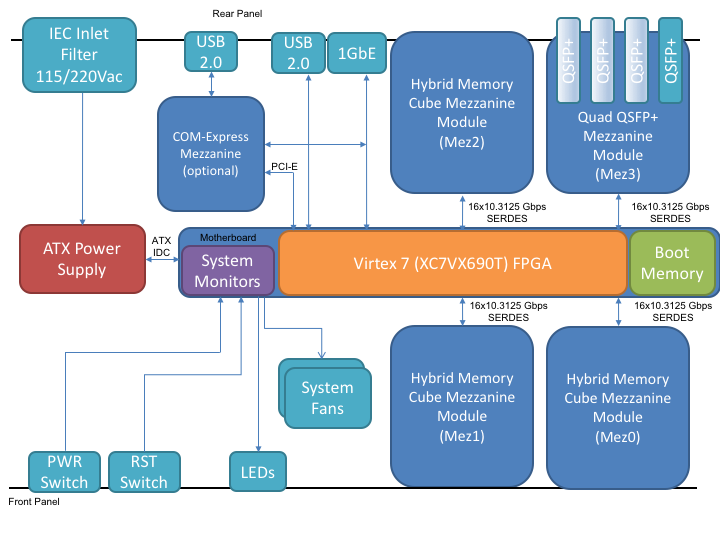 Rear Panel
IEC Inlet
Filter
115/220Vac
USB
2.0
USB
2.0
1GbE
QSFP+
QSFP+
QSFP+
QSFP+
Hybrid Memory
Cube Mezzanine
Module
(Mez2)
Quad QSFP+
Mezzanine
Module
(Mez3)
COM-Express
Mezzanine
(optional)
PCI-E
16x10.3125 Gbps
SERDES
16x10.3125 Gbps
SERDES
ATX Power
Supply
ATX
IDC
Motherboard
System
Monitors
Virtex 7 (XC7VX690T) FPGA
Boot
Memory
16x10.3125 Gbps
SERDES
16x10.3125 Gbps
SERDES
System
Fans
Hybrid Memory
Cube Mezzanine
Module
(Mez1)
Hybrid Memory
Cube Mezzanine
Module
(Mez0)
PWR
Switch
RST
Switch
LEDs
Front Panel